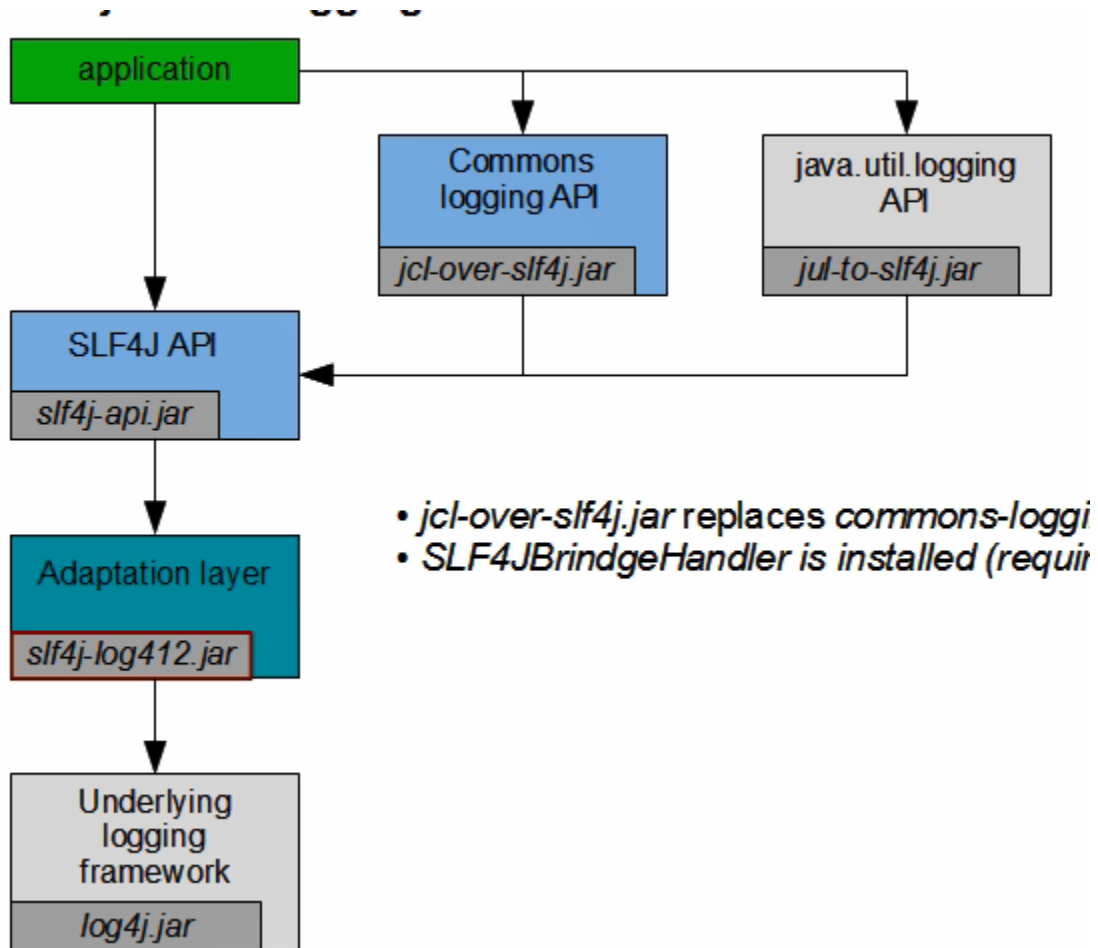 application
Commons
logging API
jcl-over-slf4j.jar
java.util.logging
API
jul-to-slf4j.jar
SLF4J API
slf4j-api.jar
• jcl-over-slf4j.jar replaces commons-loggi
• SLF4JBrindgeHandler is installed (requir
Adaptation layer
slf4j-log412.jar
Underlying
logging
framework
log4j.jar